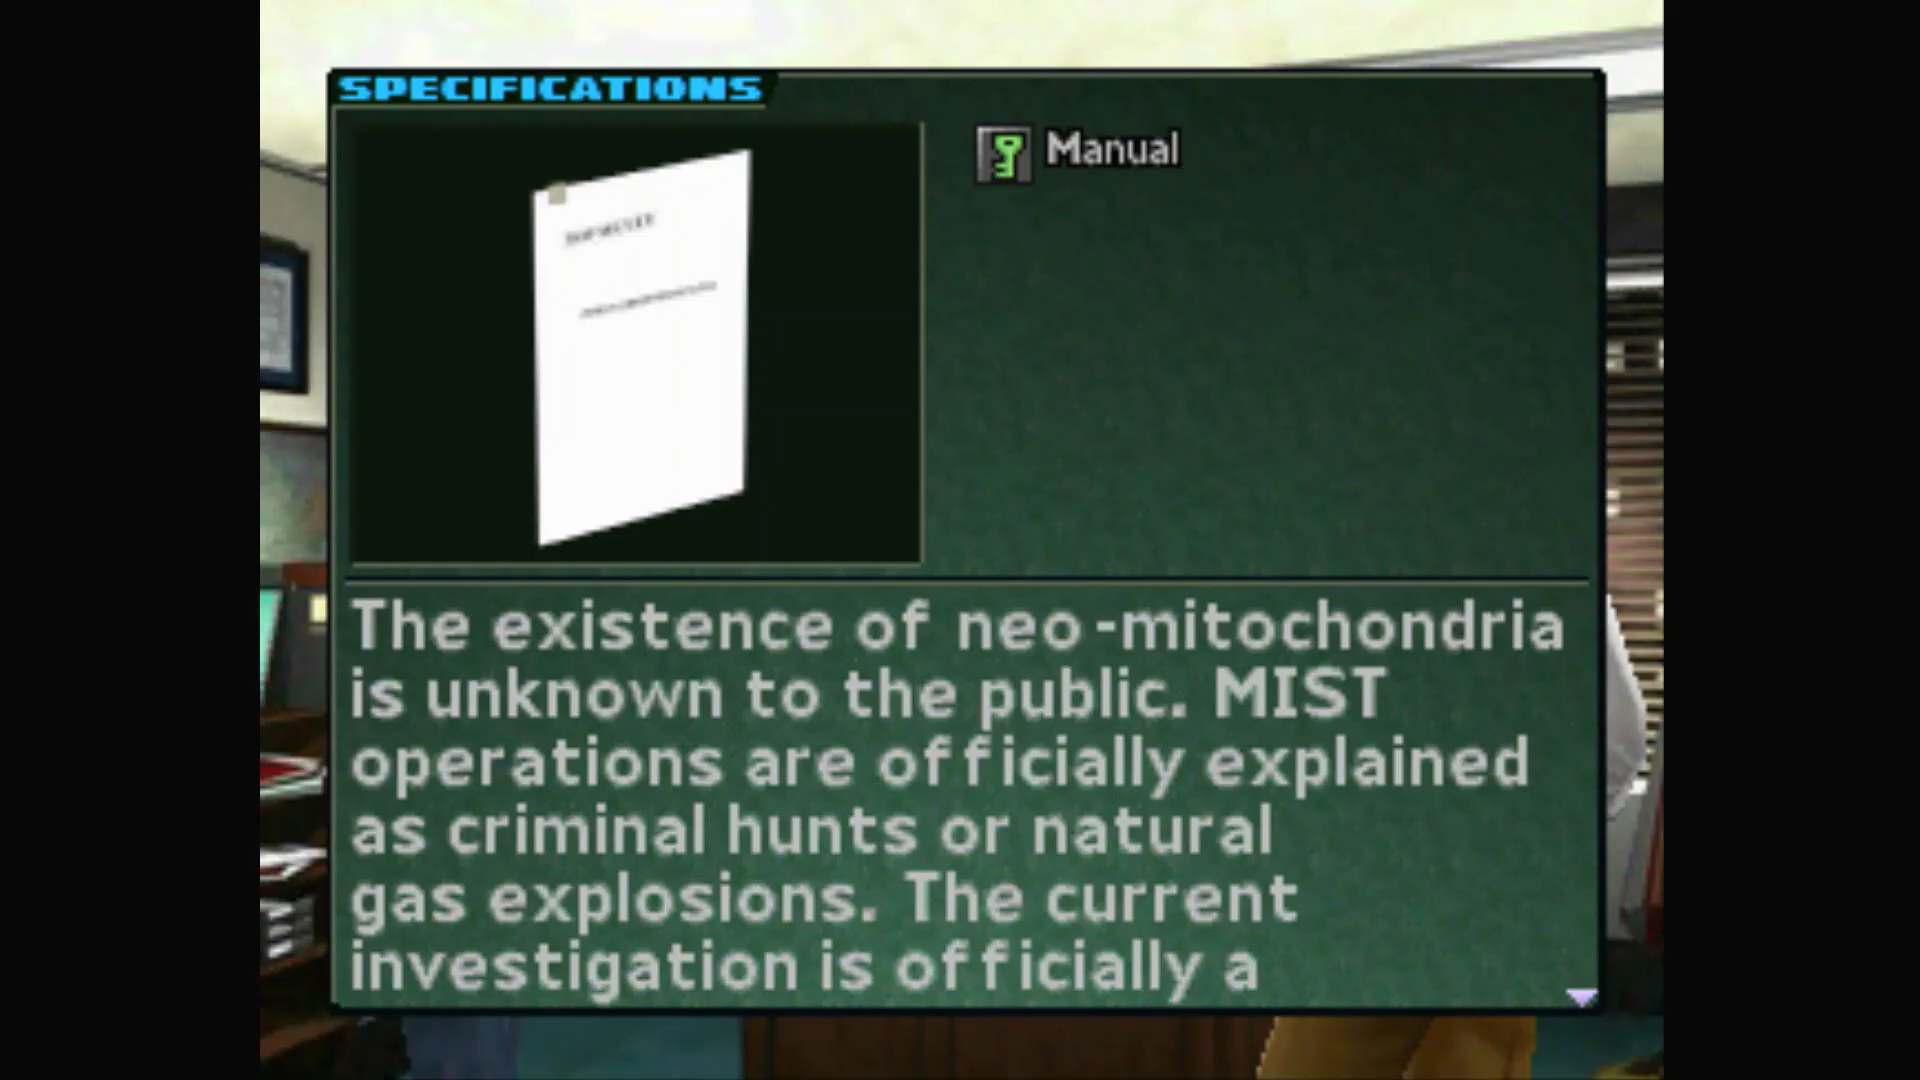 SPECIFICATIONS
Manual
The existence of neo-mitochondria
is unknown to the public. MIST
operations are officially explained
as criminal hunts or natural
gas explosions. The current
investigation is officially a